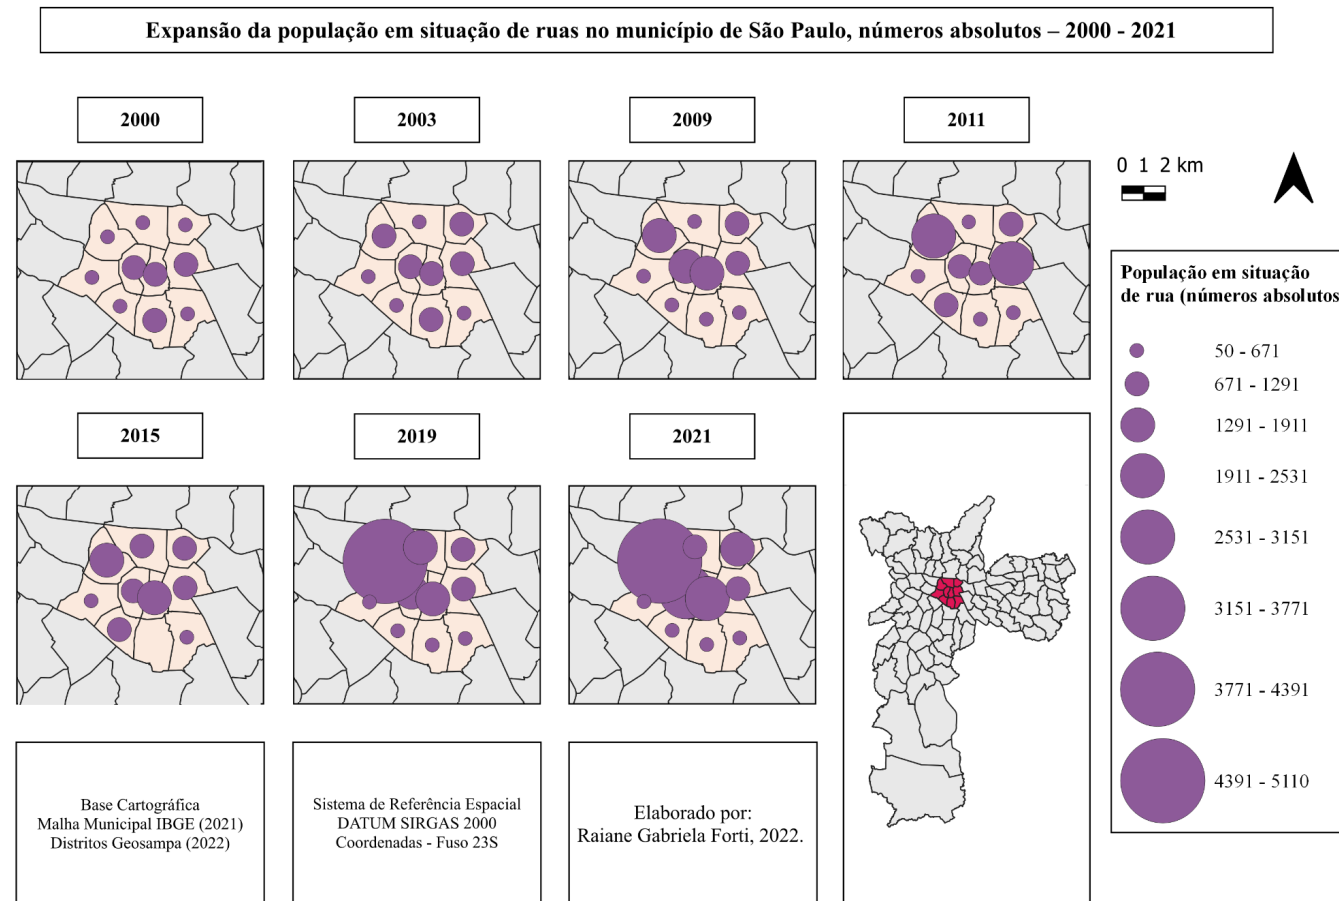 Expansão da população em situação de ruas no município de São Paulo, números absolutos – 2000 - 2021
2000
2003
2009
2011
0 1 2 km
População em situação
de rua (números absolutos
50 - 671
671 - 1291
1291 - 1911
1911 - 2531
2531 - 3151
3151 - 3771
3771 - 4391
4391 - 5110
2015
2019
2021
Base Cartográfica
Malha Municipal IBGE (2021)
Distritos Geosampa (2022)
Sistema de Referência Espacial
DATUM SIRGAS 2000
Coordenadas - Fuso 23S
Elaborado por:
Raiane Gabriela Forti, 2022.